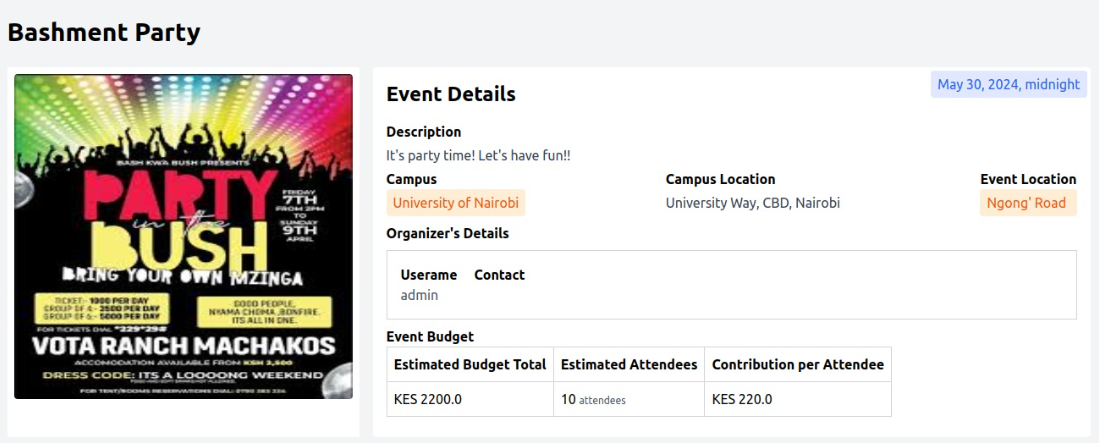 Bashment Party
BASH KWA BUSH PRESENTS
PARTY
in the
BUSH
FRIDAY
7TH
FROM 2PM
TO
SUNDAY
9TH
APRIL
BRING YOUR OWN MZINGA
TICKET:- 1000 PER DAY
GROUP OF 4:- 3500 PER DAY
GROUP OF 6:- 5000 PER DAY
GOOD PEOPLE,
NYAMA CHOMA ,BONFIRE.
ITS ALL IN ONE.
FOR TICKETS DIAL *229*29#
VOTA RANCH MACHAKOS
ACCOMODATION AVAILABLE FROM KSH 2,500
DRESS CODE: ITS A LOOOONG WEEKEND
FOR TENT/ROOMS RESERVATIONS DIAL:
May 30, 2024, midnight
Event Details
Description
It's party time! Let's have fun!!
Campus Campus Location Event Location
University of Nairobi University Way, CBD, Nairobi Ngong' Road
Organizer's Details
Userame Contact
admin
Event Budget
Estimated Budget Total Estimated Attendees Contribution per Attendee
KES 2200.0 10 attendees KES 220.0